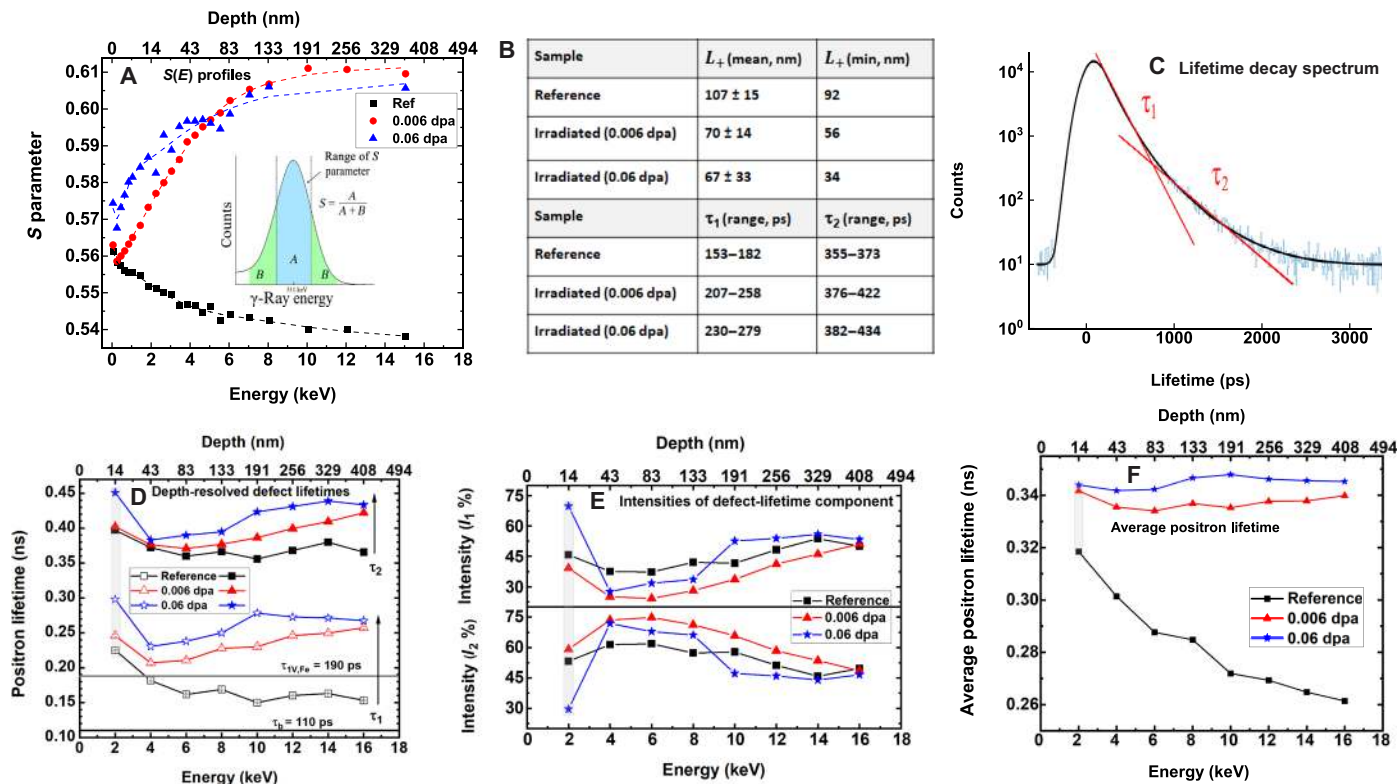 Depth (nm)
0 14 43 83 133 191 256 329 408 494
A
S(E) profiles
Ref
0.006 dpa
0.06 dpa
S parameter
0.61
0.60
0.59
0.58
0.57
0.56
0.55
0.54
Counts
Range of S
parameter
S = A / A + B
B A B
511 keV
γ-Ray energy
0 2 4 6 8 10 12 14 16 18
Energy (keV)
B
Sample L+ (mean, nm) L+ (min, nm)
Reference 107 ± 15 92
Irradiated (0.006 dpa) 70 ± 14 56
Irradiated (0.06 dpa) 67 ± 33 34
Sample τ1 (range, ps) τ2 (range, ps)
Reference 153–182 355–373
Irradiated (0.006 dpa) 207–258 376–422
Irradiated (0.06 dpa) 230–279 382–434
C Lifetime decay spectrum
τ1
τ2
Counts
10⁴
10³
10²
10¹
10⁰
0 1000 2000 3000
Lifetime (ps)
Depth (nm)
0 14 43 83 133 191 256 329 408 494
D Depth-resolved defect lifetimes
Positron lifetime (ns)
0.45
0.40
0.35
0.30
0.25
0.20
0.15
0.10
τ2
Reference
0.006 dpa
0.06 dpa
τ1V,Fe = 190 ps
τb = 110 ps
τ1
0 2 4 6 8 10 12 14 16 18
Energy (keV)
Depth (nm)
0 14 43 83 133 191 256 329 408 494
E Intensities of defect-lifetime component
Intensity (I1 %)
75
60
45
30
Intensity (I2 %)
75
60
45
30
Reference
0.006 dpa
0.06 dpa
0 2 4 6 8 10 12 14 16 18
Energy (keV)
Depth (nm)
0 14 43 83 133 191 256 329 408 494
F
Average positron lifetime
Average positron lifetime (ns)
0.34
0.32
0.30
0.28
0.26
Reference
0.006 dpa
0.06 dpa
0 2 4 6 8 10 12 14 16 18
Energy (keV)